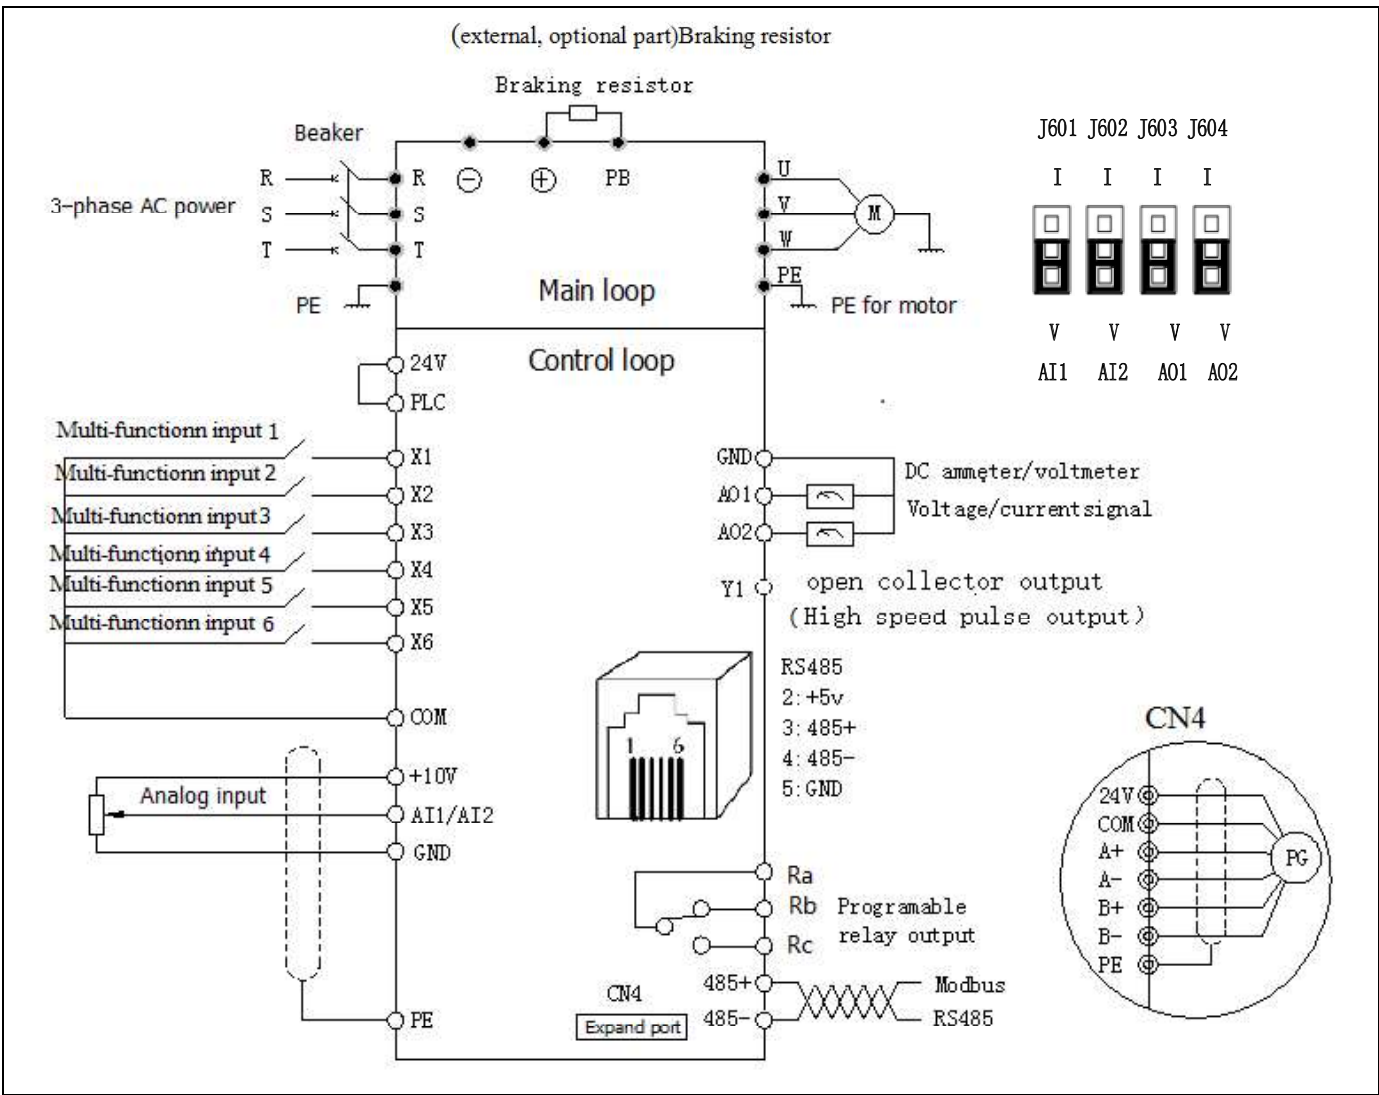 (external, optional part)Braking resistor
Braking resistor
Beaker
J601 J602 J603 J604
I I I I
3-phase AC power
R R
S S
T T
PE
⊖ ⊕ PB
U
V
W
PE
M
PE for motor
Main loop
V V V V
AI1 AI2 AO1 AO2
Control loop
24V
PLC
Multi-functionn input 1
X1
Multi-functionn input 2
X2
Multi-functionn input3
X3
Multi-functionn input 4
X4
Multi-functionn input 5
X5
Multi-functionn input 6
X6
COM
+10V
Analog input
AI1/AI2
GND
PE
GND
AO1
AO2
DC ammeter/voltmeter
Voltage/currentsignal
Y1
open collector output
(High speed pulse output)
1 6
RS485
2:+5v
3:485+
4:485-
5:GND
Ra
Rb
Rc
Programable
relay output
485+
485-
Modbus
RS485
CN4
Expand port
CN4
24V
COM
A+
A-
B+
B-
PE
PG